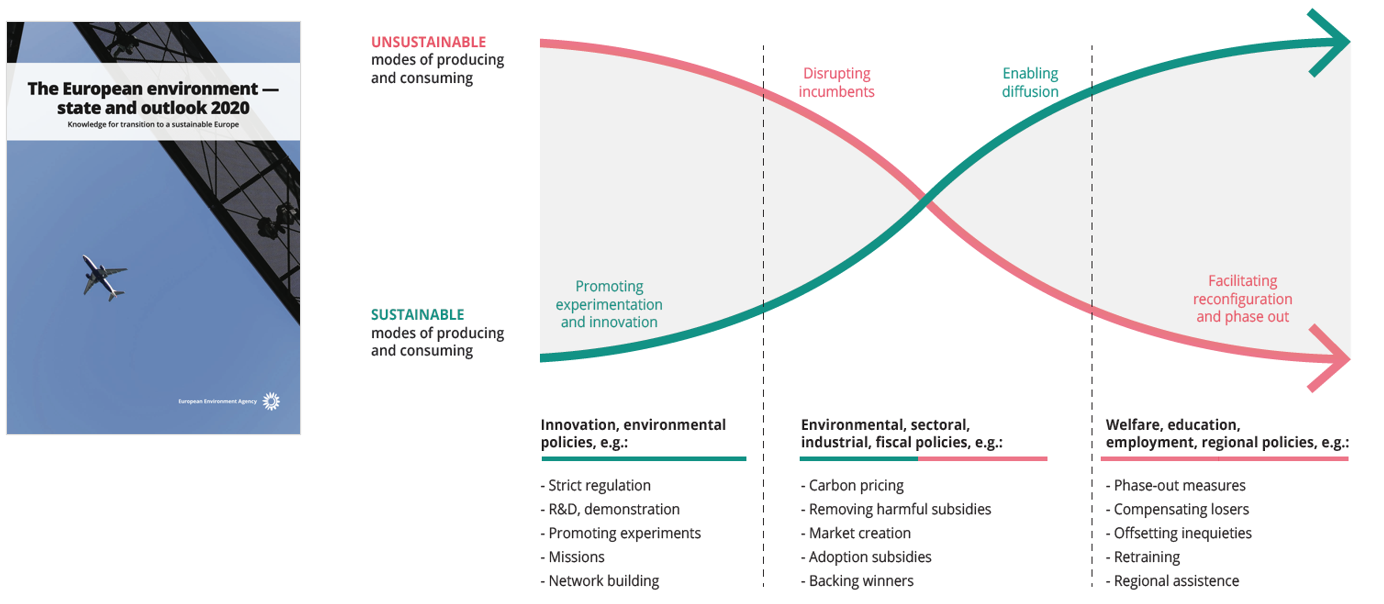 The European environment —
state and outlook 2020
Knowledge for transition to a sustainable Europe
European Environment Agency
UNSUSTAINABLE
modes of producing
and consuming
SUSTAINABLE
modes of producing
and consuming
Disrupting
incumbents
Enabling
diffusion
Promoting
experimentation
and innovation
Facilitating
reconfiguration
and phase out
Innovation, environmental
policies, e.g.:
- Strict regulation
- R&D, demonstration
- Promoting experiments
- Missions
- Network building
Environmental, sectoral,
industrial, fiscal policies, e.g.:
- Carbon pricing
- Removing harmful subsidies
- Market creation
- Adoption subsidies
- Backing winners
Welfare, education,
employment, regional policies, e.g.:
- Phase-out measures
- Compensating losers
- Offsetting inequieties
- Retraining
- Regional assistence